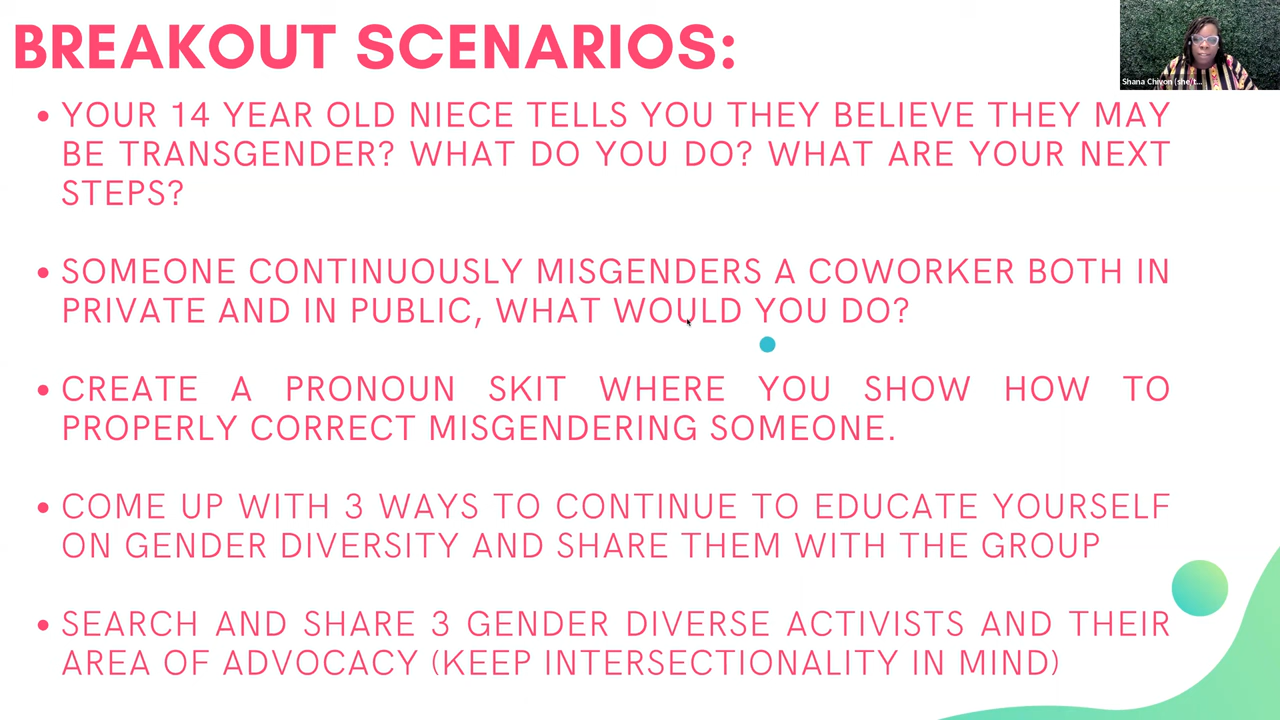 BREAKOUT SCENARIOS:
• YOUR 14 YEAR OLD NIECE TELLS YOU THEY BELIEVE THEY MAY
BE TRANSGENDER? WHAT DO YOU DO? WHAT ARE YOUR NEXT
STEPS?
• SOMEONE CONTINUOUSLY MISGENDERS A COWORKER BOTH IN
PRIVATE AND IN PUBLIC, WHAT WOULD YOU DO?
• CREATE A PRONOUN SKIT WHERE YOU SHOW HOW TO
PROPERLY CORRECT MISGENDERING SOMEONE.
• COME UP WITH 3 WAYS TO CONTINUE TO EDUCATE YOURSELF
ON GENDER DIVERSITY AND SHARE THEM WITH THE GROUP
• SEARCH AND SHARE 3 GENDER DIVERSE ACTIVISTS AND THEIR
AREA OF ADVOCACY (KEEP INTERSECTIONALITY IN MIND)
Shana Chivon (she/t...